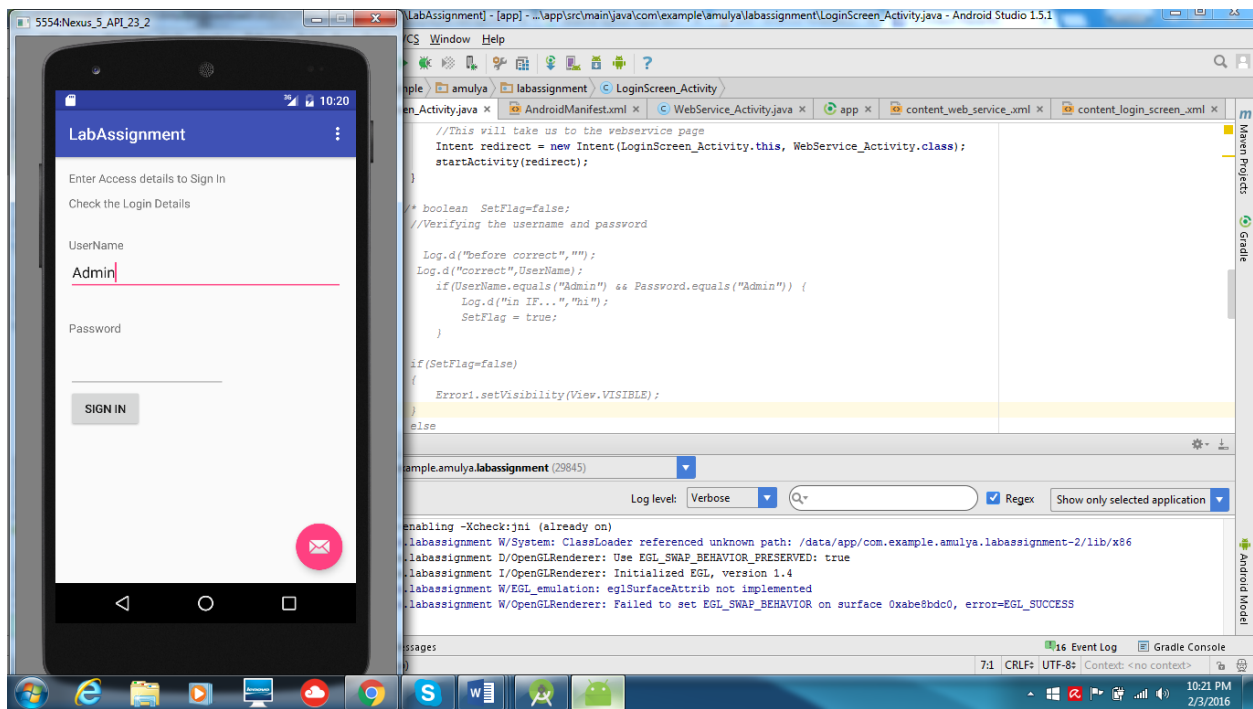 5554:Nexus_5_API_23_2
\LabAssignment] - [app] - ...\app\src\main\java\com\example\amulya\labassignment\LoginScreen_Activity.java - Android Studio 1.5.1
VCS Window Help
amulya labassignment LoginScreen_Activity
en_Activity.java × AndroidManifest.xml × WebService_Activity.java × app × content_web_service_.xml × content_login_screen_.xml ×
10:20
LabAssignment
Enter Access details to Sign In
Check the Login Details
UserName
Admin
Password
SIGN IN
//This will take us to the webservice page
Intent redirect = new Intent(LoginScreen_Activity.this, WebService_Activity.class);
startActivity(redirect);
}
/* boolean SetFlag=false;
//Verifying the username and password
Log.d("before correct","");
Log.d("correct",UserName);
if(UserName.equals("Admin") && Password.equals("Admin")) {
Log.d("in IF...","hi");
SetFlag = true;
}
if(SetFlag=false)
{
Error1.setVisibility(View.VISIBLE);
}
else
Maven Projects
Gradle
Android Model
ample.amulya.labassignment (29845)
Log level: Verbose Regex Show only selected application
enabling -Xcheck:jni (already on)
.labassignment W/System: ClassLoader referenced unknown path: /data/app/com.example.amulya.labassignment-2/lib/x86
.labassignment D/OpenGLRenderer: Use EGL_SWAP_BEHAVIOR_PRESERVED: true
.labassignment I/OpenGLRenderer: Initialized EGL, version 1.4
.labassignment W/EGL_emulation: eglSurfaceAttrib not implemented
.labassignment W/OpenGLRenderer: Failed to set EGL_SWAP_BEHAVIOR on surface 0xabe8bdc0, error=EGL_SUCCESS
ssages 16 Event Log Gradle Console
7:1 CRLF UTF-8 Context: <no context>
10:21 PM
2/3/2016